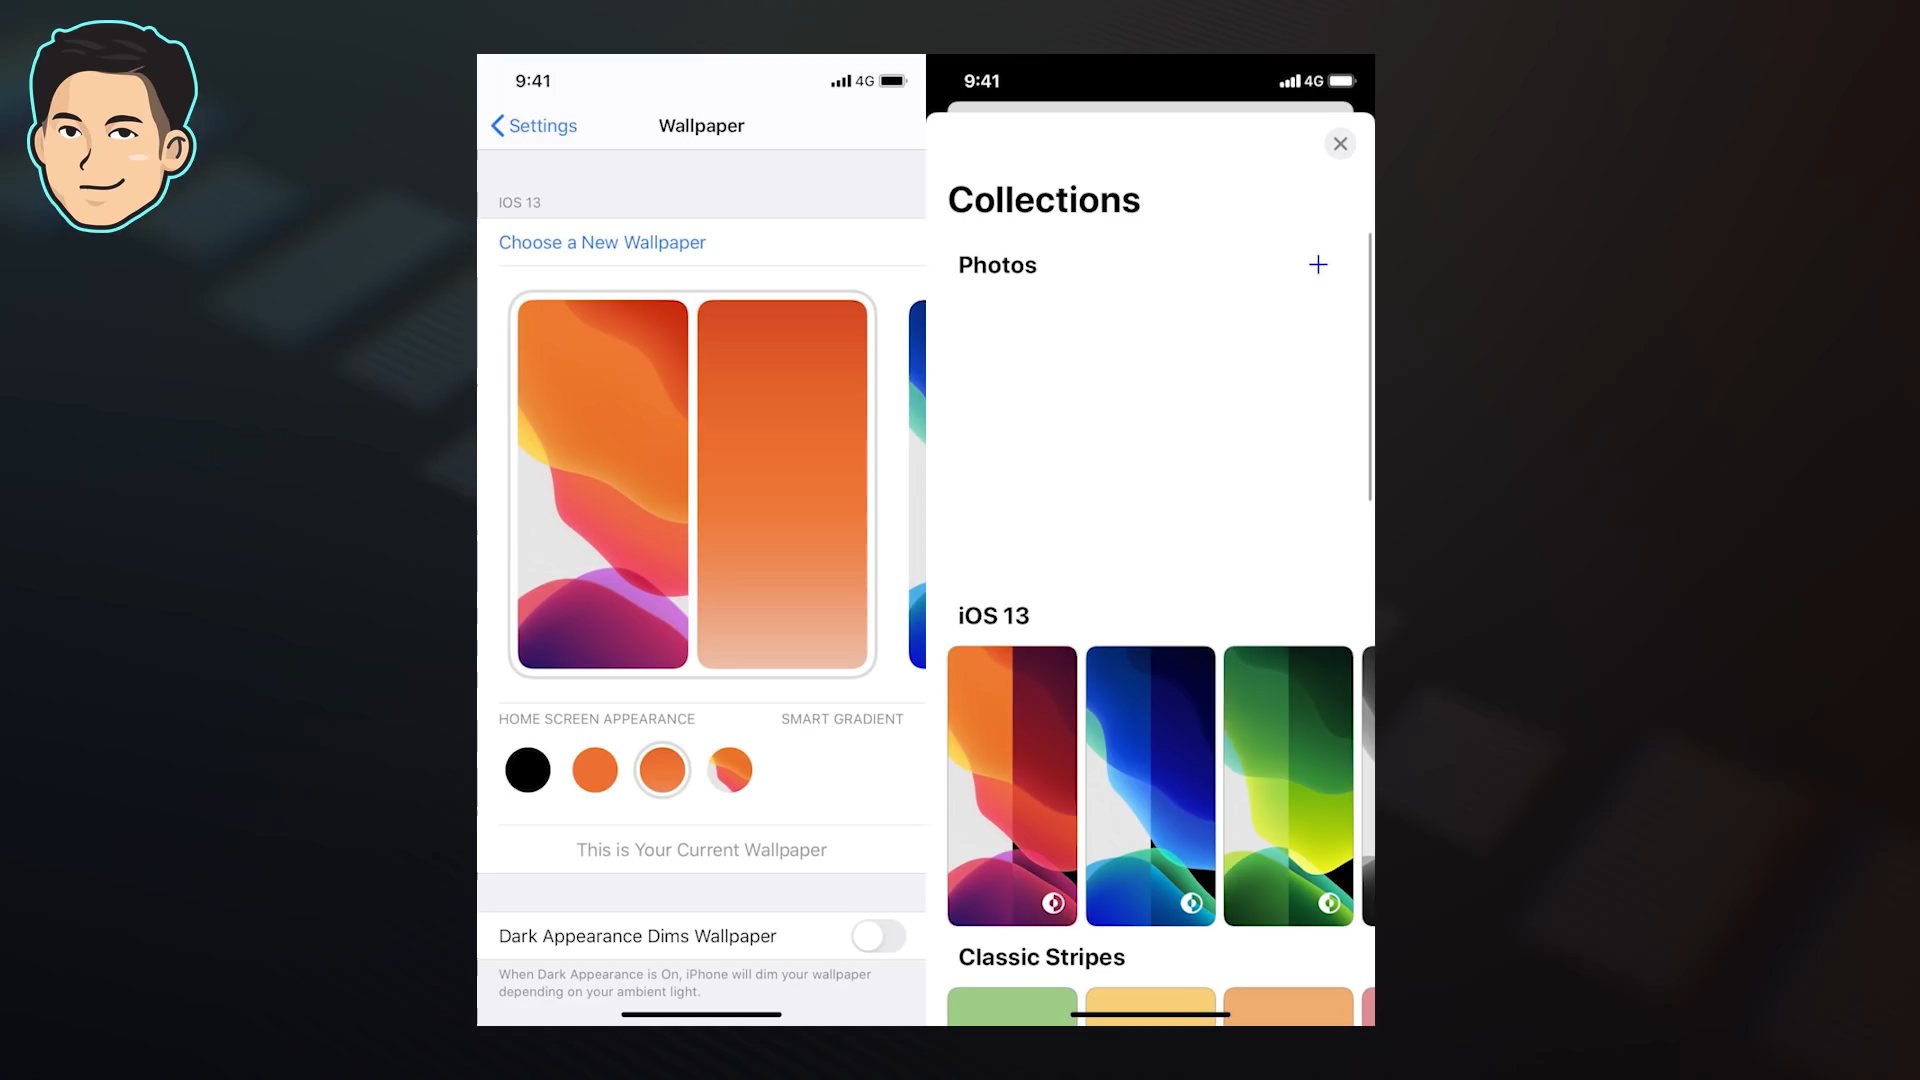 9:41
4G
Settings
Wallpaper
IOS 13
Choose a New Wallpaper
HOME SCREEN APPEARANCE
SMART GRADIENT
This is Your Current Wallpaper
Dark Appearance Dims Wallpaper
When Dark Appearance is On, iPhone will dim your wallpaper
depending on your ambient light.
9:41
4G
Collections
Photos
iOS 13
Classic Stripes